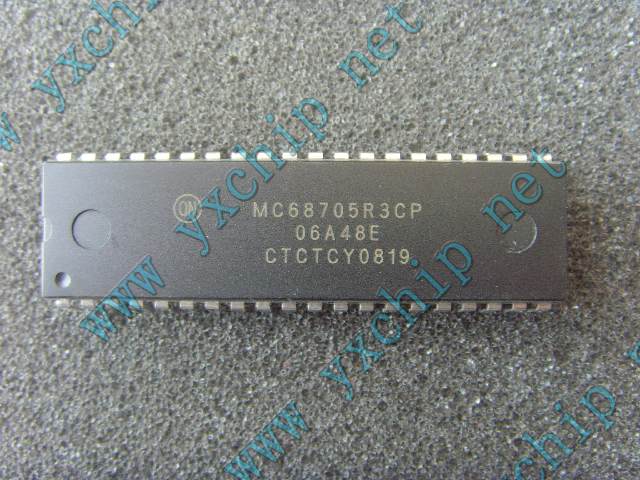 www yxchip net
ON
MC68705R3CP
06A48E
CTCTCY0819
www yxchip net
www yxchip net